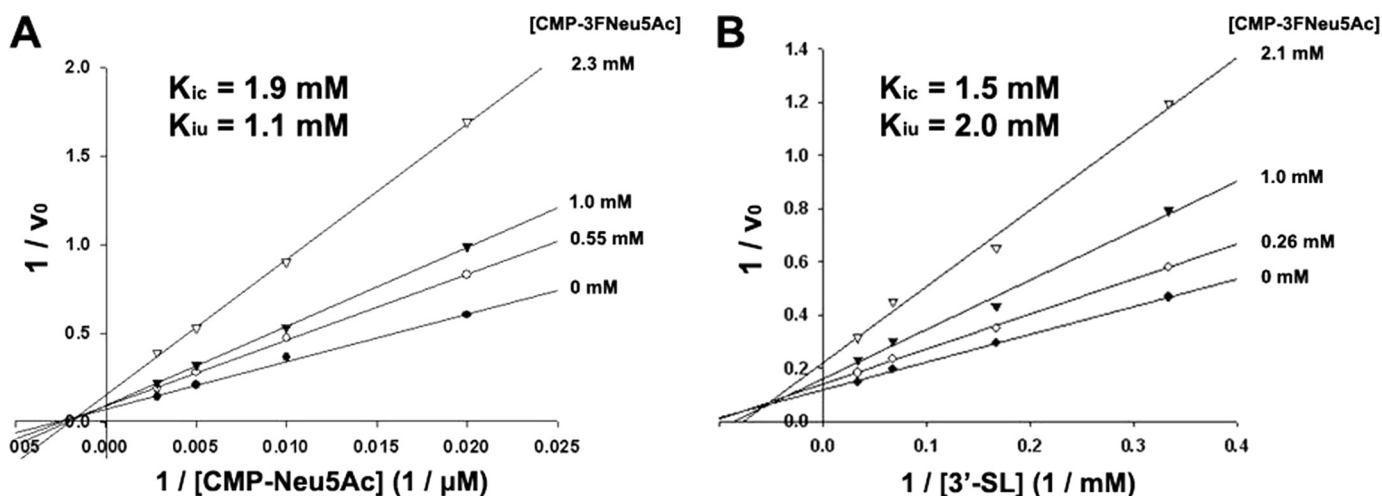 A
[CMP-3FNeu5Ac]
2.0
2.3 mM
Kic = 1.9 mM
Kiu = 1.1 mM
1.5
1.0 mM
1.0
0.55 mM
0 mM
0.5
0.0
1 / v0
05 0.000 0.005 0.010 0.015 0.020 0.025
1 / [CMP-Neu5Ac] (1 / µM)
B
[CMP-3FNeu5Ac]
1.4
2.1 mM
Kic = 1.5 mM
Kiu = 2.0 mM
1.2
1.0
1.0 mM
0.8
0.6
0.26 mM
0 mM
0.4
0.2
0.0
1 / v0
0.0 0.1 0.2 0.3 0.4
1 / [3’-SL] (1 / mM)